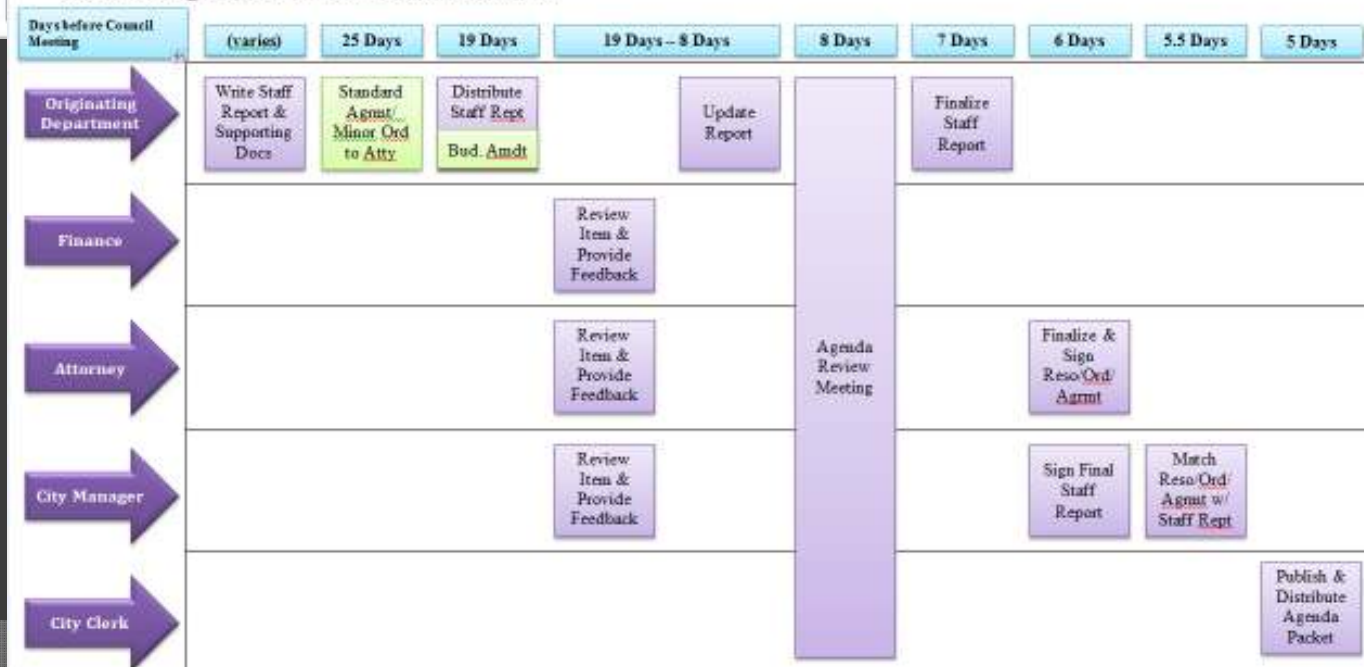 Days before Council
Meeting
(varies)
25 Days
19 Days
19 Days – 8 Days
8 Days
7 Days
6 Days
5.5 Days
5 Days
Originating
Department
Write Staff
Report &
Supporting
Docs
Standard
Agmt/
Minor Ord
to Atty
Distribute
Staff Rept
Bud. Amdt
Update
Report
Finalize
Staff
Report
Finance
Review
Item &
Provide
Feedback
Attorney
Review
Item &
Provide
Feedback
Agenda
Review
Meeting
Finalize &
Sign
Reso/Ord/
Agrmt
City Manager
Review
Item &
Provide
Feedback
Sign Final
Staff
Report
Match
Reso/Ord/
Agmt w/
Staff Rept
City Clerk
Publish &
Distribute
Agenda
Packet